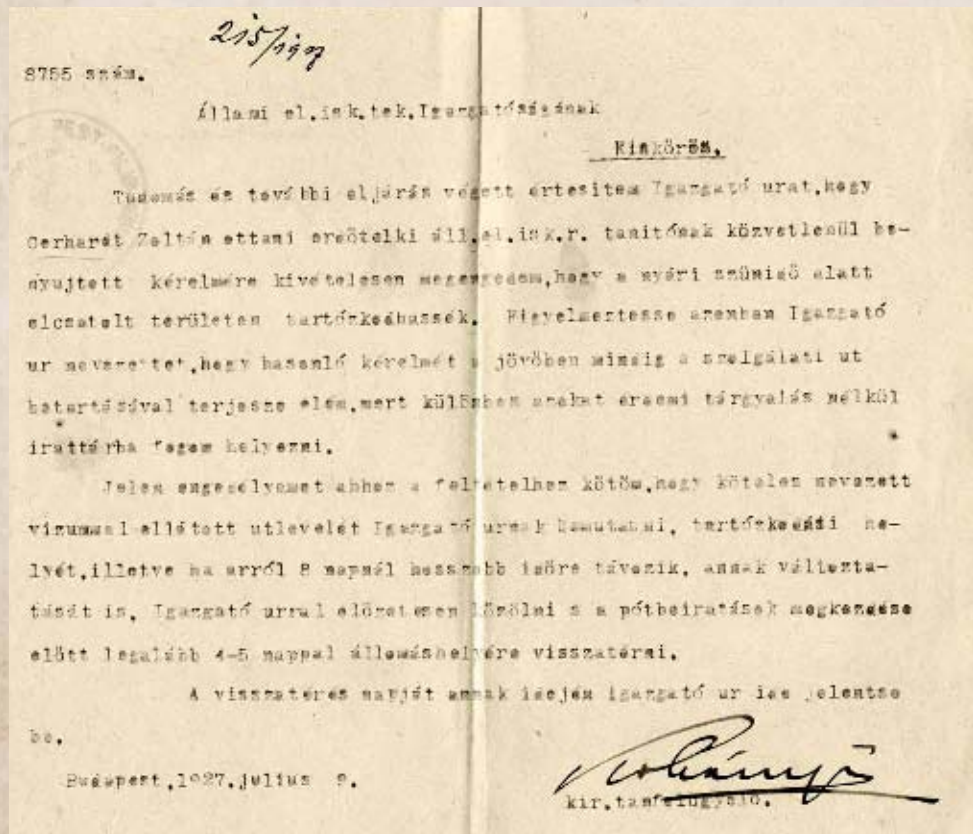 215/927
8755 szám.
Állami el.isk.tek.Igazgatóságának
Kiskőrös.
Tudomás és további eljárás végett értesitem Igazgató urat,hogy
Gerhardt Zoltán ottani erdőtelki áll.el.isk.r. tanitónak közvetlenül be-
nyujtott kérelmére kivételesen megengedem,hogy a nyári szünidő alatt
elcsatolt területen tartózkodhassék. Figyelmeztesse azonban Igazgató
ur nevezettet,hogy hasonló kérelmét a jövőben mindig a szolgálati ut
betartásával terjesze elém,mert különben azokat érdemi tárgyalás nélkül
irattárba fogom helyezni.
Jelen engedélyemet ahhoz a feltételhez kötöm,hogy köteles nevezett
vizummal ellátott utlevelét Igazgató urnak bemutatni, tartózkodási he-
lyét,illetve ha arról 8 napnál hosszabb időre távozik, annak változta-
tását is, Igazgató urral előzetesen közölni s a pótbeiratások megkezdése
előtt legalább 4-5 nappal állomáshelyére visszatérni.
A visszatérés napját annak idején igazgató ur ide jelentse
be.
Budapest,1927.julius 9.
kir.tanfelügyelő.